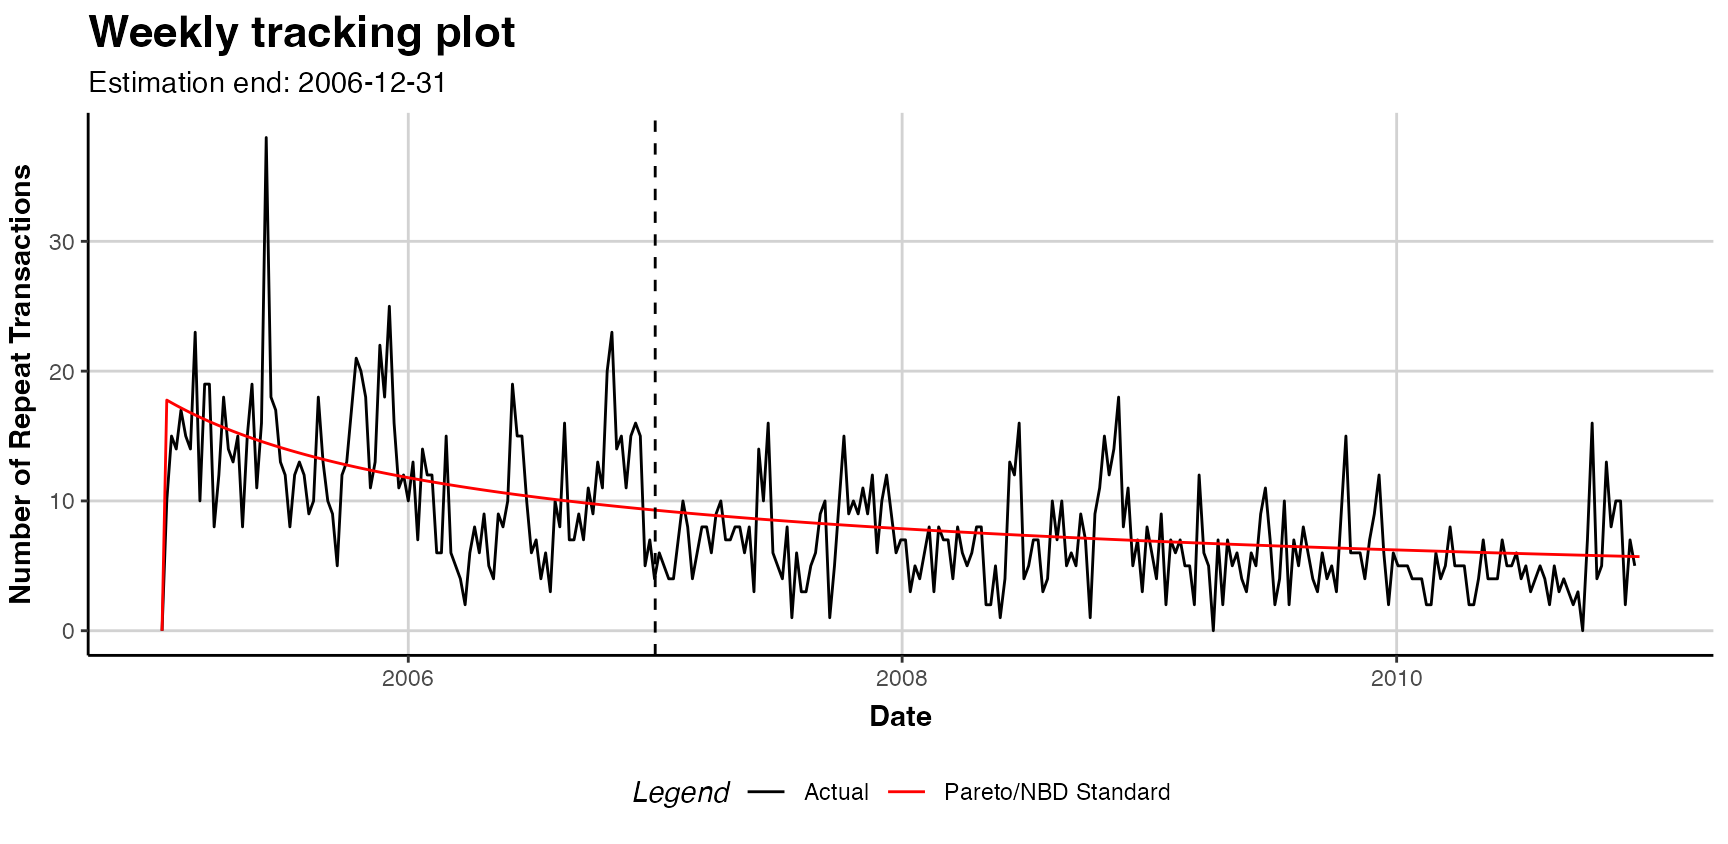 Weekly tracking plot
Estimation end: 2006-12-31
Number of Repeat Transactions
30
20
10
0
2006 2008 2010
Date
Legend Actual Pareto/NBD Standard